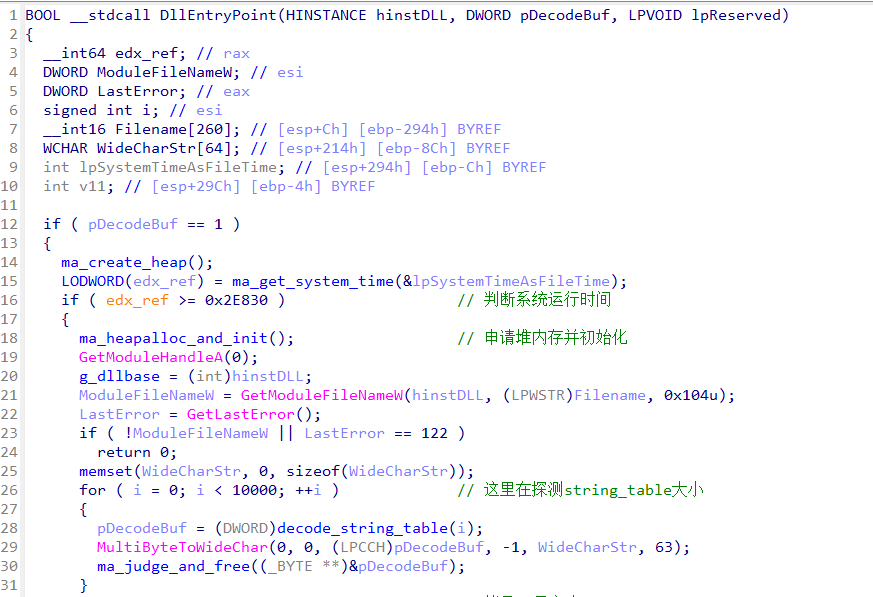 1 BOOL __stdcall DllEntryPoint(HINSTANCE hinstDLL, DWORD pDecodeBuf, LPVOID lpReserved)
2 {
3   __int64 edx_ref; // rax
4   DWORD ModuleFileNameW; // esi
5   DWORD LastError; // eax
6   signed int i; // esi
7   __int16 Filename[260]; // [esp+Ch] [ebp-294h] BYREF
8   WCHAR WideCharStr[64]; // [esp+214h] [ebp-8Ch] BYREF
9   int lpSystemTimeAsFileTime; // [esp+294h] [ebp-Ch] BYREF
10   int v11; // [esp+29Ch] [ebp-4h] BYREF
11
12   if ( pDecodeBuf == 1 )
13   {
14     ma_create_heap();
15     LODWORD(edx_ref) = ma_get_system_time(&lpSystemTimeAsFileTime);
16     if ( edx_ref >= 0x2E830 ) // 判断系统运行时间
17     {
18       ma_heapalloc_and_init(); // 申请堆内存并初始化
19       GetModuleHandleA(0);
20       g_dllbase = (int)hinstDLL;
21       ModuleFileNameW = GetModuleFileNameW(hinstDLL, (LPWSTR)Filename, 0x104u);
22       LastError = GetLastError();
23       if ( !ModuleFileNameW || LastError == 122 )
24         return 0;
25       memset(WideCharStr, 0, sizeof(WideCharStr));
26       for ( i = 0; i < 10000; ++i ) // 这里在探测string_table大小
27       {
28         pDecodeBuf = (DWORD)decode_string_table(i);
29         MultiByteToWideChar(0, 0, (LPCCH)pDecodeBuf, -1, WideCharStr, 63);
30         ma_judge_and_free((_BYTE **)&pDecodeBuf);
31       }